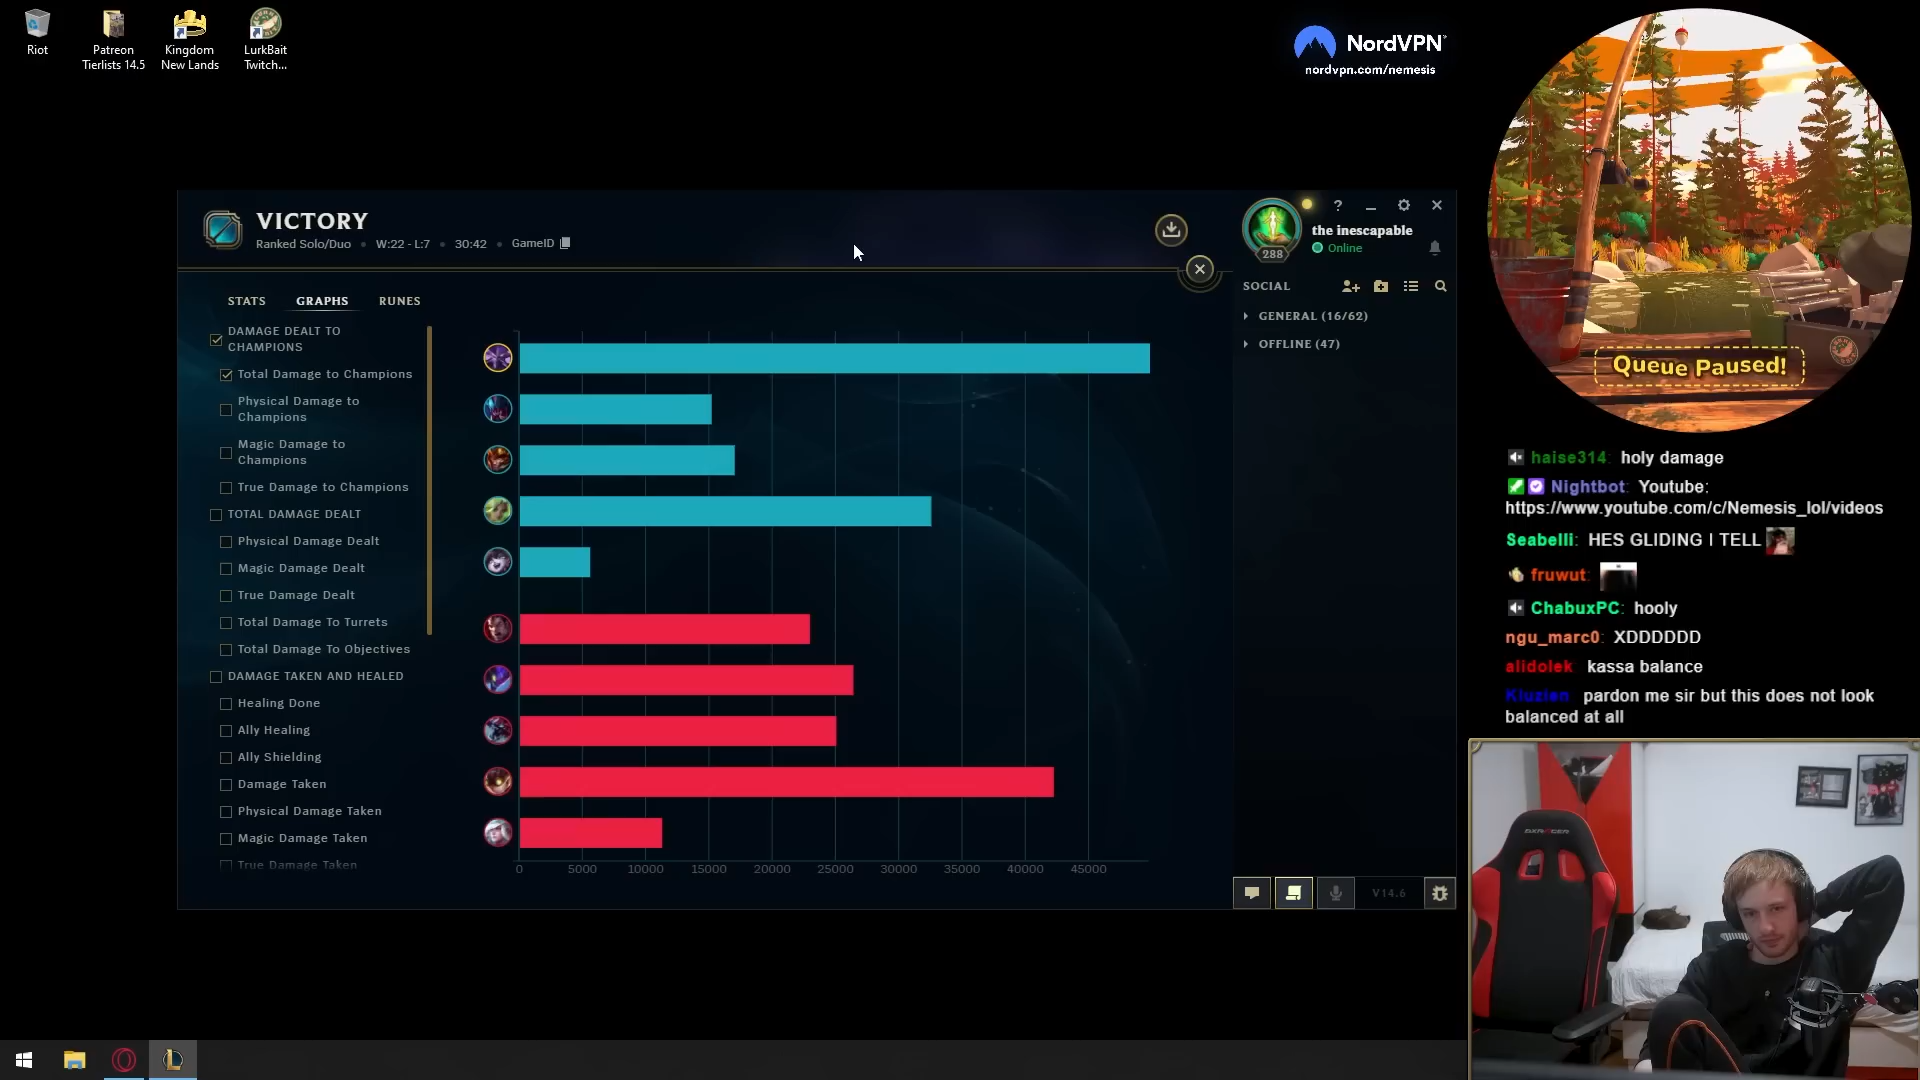 Riot
Patreon
Tierlists 14.5
Kingdom
New Lands
LurkBait
Twitch...
NordVPN
nordvpn.com/nemesis
Queue Paused!
VICTORY
Ranked Solo/Duo • W:22 - L:7 • 30:42 • GameID
288
the inescapable
Online
SOCIAL
GENERAL (16/62)
OFFLINE (47)
STATS GRAPHS RUNES
DAMAGE DEALT TO
CHAMPIONS
Total Damage to Champions
Physical Damage to
Champions
Magic Damage to
Champions
True Damage to Champions
TOTAL DAMAGE DEALT
Physical Damage Dealt
Magic Damage Dealt
True Damage Dealt
Total Damage To Turrets
Total Damage To Objectives
DAMAGE TAKEN AND HEALED
Healing Done
Ally Healing
Ally Shielding
Damage Taken
Physical Damage Taken
Magic Damage Taken
True Damage Taken
0 5000 10000 15000 20000 25000 30000 35000 40000 45000
V14.6
haise314: holy damage
Nightbot: Youtube:
https://www.youtube.com/c/Nemesis_lol/videos
Seabelli: HES GLIDING I TELL
fruwut:
ChabuxPC: hooly
ngu_marc0: XDDDDDD
alidolek: kassa balance
Kluzien: pardon me sir but this does not look
balanced at all
DXRACER